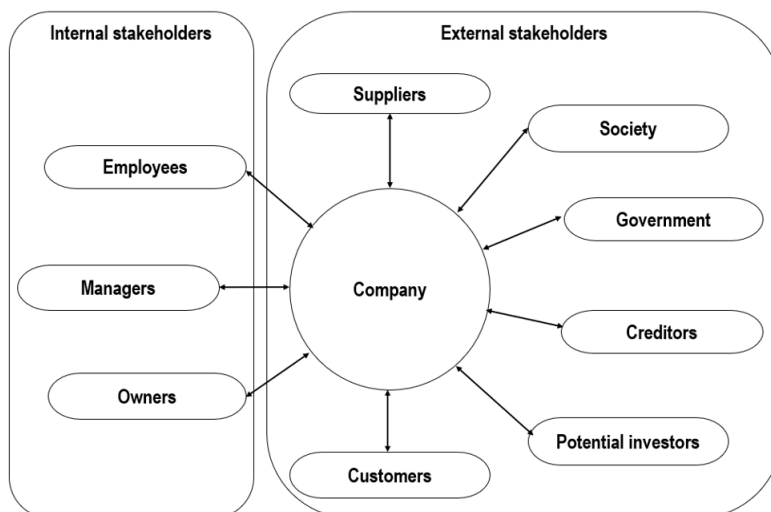 Internal stakeholders
External stakeholders
Suppliers
Society
Employees
Government
Managers
Company
Creditors
Owners
Potential investors
Customers